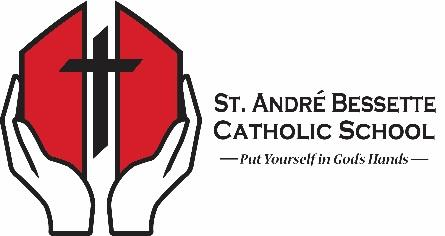 ST. ANDRÉ BESSETTE
CATHOLIC SCHOOL
—Put Yourself in God's Hands—